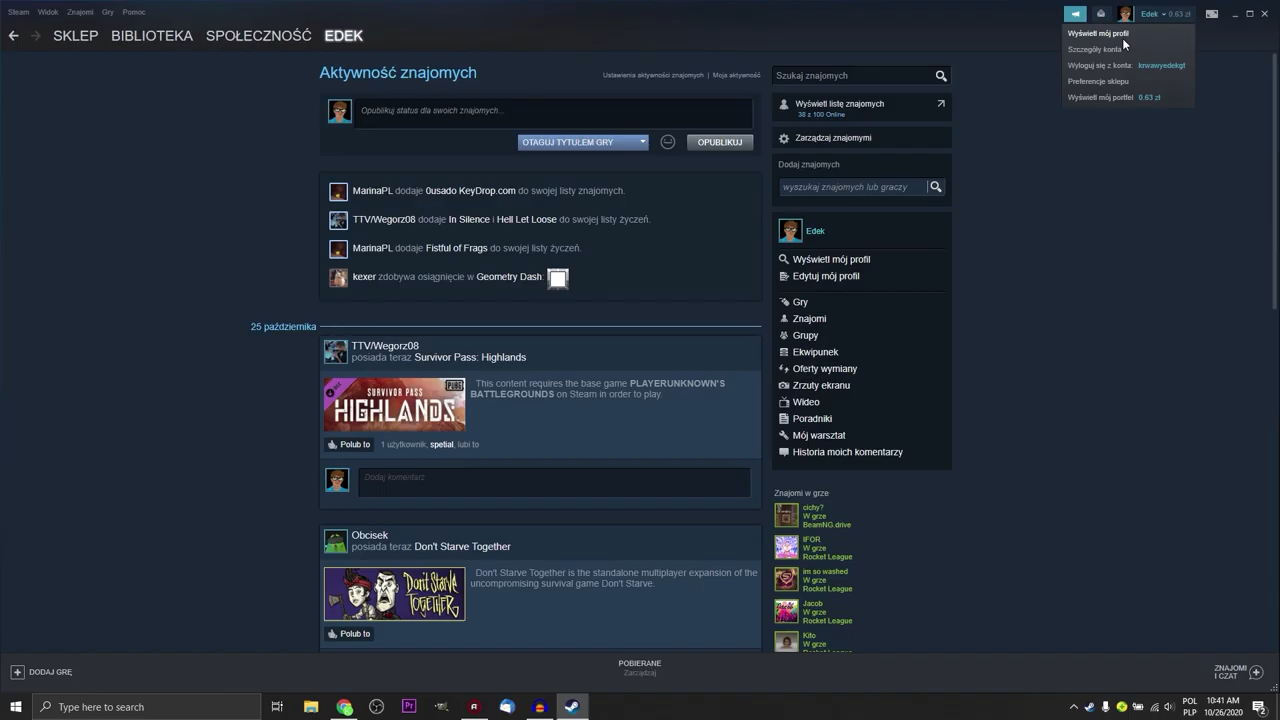 Steam Widok Znajomi Gry Pomoc
Edek 0.63 zł
SKLEP BIBLIOTEKA SPOŁECZNOŚĆ EDEK
Wyświetl mój profil
Szczegóły konta
Wyloguj się z konta: krwawyedekgt
Preferencje sklepu
Wyświetl mój portfel 0.63 zł
Aktywność znajomych
Ustawienia aktywności znajomych | Moja aktywność
Opublikuj status dla swoich znajomych...
OTAGUJ TYTUŁEM GRY
OPUBLIKUJ
MarinaPL dodaje 0usado KeyDrop.com do swojej listy znajomych.
TTV/Wegorz08 dodaje In Silence i Hell Let Loose do swojej listy życzeń.
MarinaPL dodaje Fistful of Frags do swojej listy życzeń.
kexer zdobywa osiągnięcie w Geometry Dash:
25 października
TTV/Wegorz08
posiada teraz Survivor Pass: Highlands
SURVIVOR PASS
HIGHLANDS
PUBG
This content requires the base game PLAYERUNKNOWN'S
BATTLEGROUNDS on Steam in order to play.
Polub to
1 użytkownik, spetial, lubi to
Dodaj komentarz
Obcisek
posiada teraz Don't Starve Together
Don't Starve
TOGETHER
Don't Starve Together is the standalone multiplayer expansion of the
uncompromising survival game Don't Starve.
Polub to
Szukaj znajomych
Wyświetl listę znajomych
38 z 100 Online
Zarządzaj znajomymi
Dodaj znajomych
wyszukaj znajomych lub graczy
Edek
Wyświetl mój profil
Edytuj mój profil
Gry
Znajomi
Grupy
Ekwipunek
Oferty wymiany
Zrzuty ekranu
Wideo
Poradniki
Mój warsztat
Historia moich komentarzy
Znajomi w grze
cichy?
W grze
BeamNG.drive
IFOR
W grze
Rocket League
im so washed
W grze
Rocket League
Jacob
W grze
Rocket League
Kito
W grze
Rocket League
DODAJ GRĘ
POBIERANE
Zarządzaj
ZNAJOMI
I CZAT
Type here to search
Pr
POL
PLP
10:41 AM
10/26/2020
2